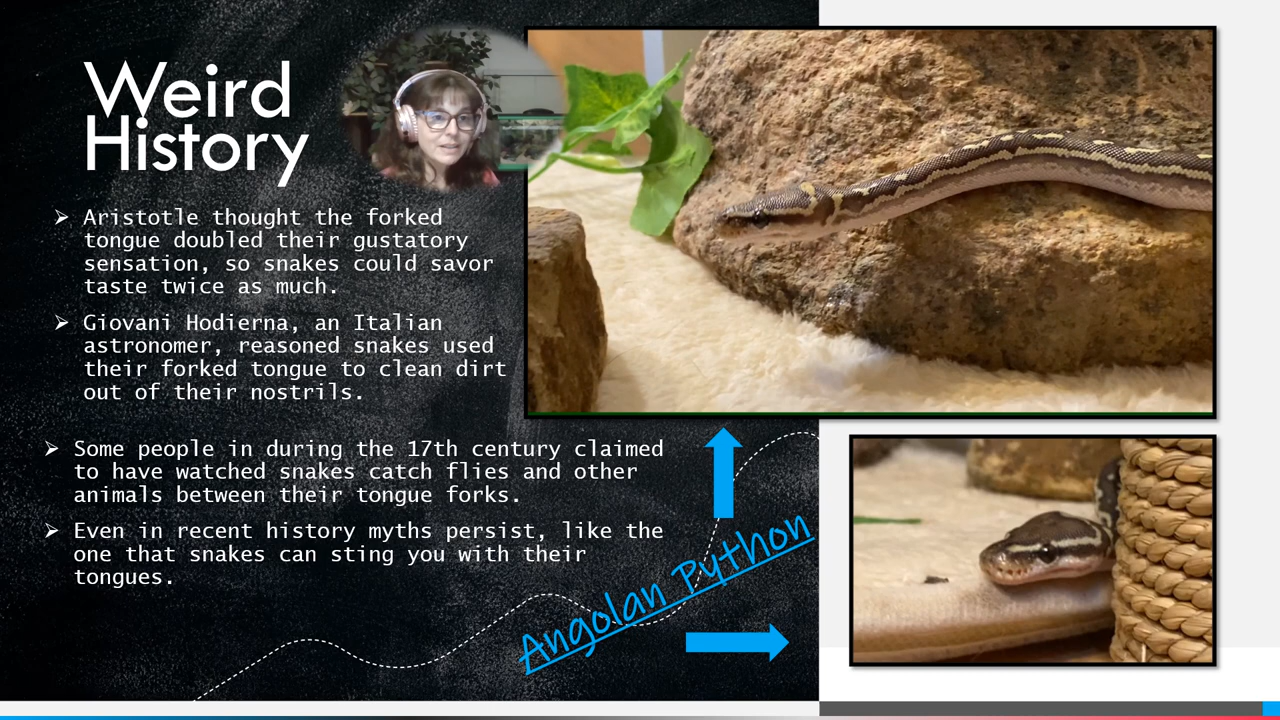 Weird
History
Aristotle thought the forked
tongue doubled their gustatory
sensation, so snakes could savor
taste twice as much.
Giovani Hodierna, an Italian
astronomer, reasoned snakes used
their forked tongue to clean dirt
out of their nostrils.
Some people in during the 17th century claimed
to have watched snakes catch flies and other
animals between their tongue forks.
Even in recent history myths persist, like the
one that snakes can sting you with their
tongues.
Angolan Python